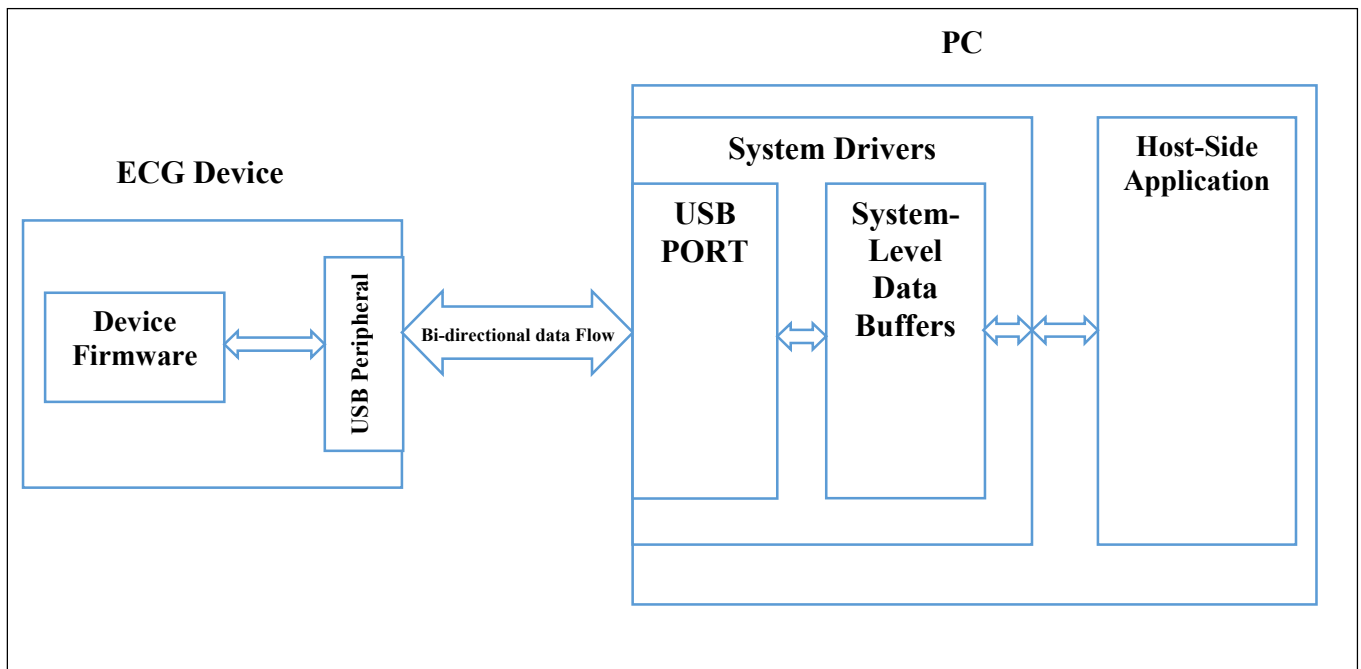 PC
ECG Device
Device
Firmware
USB Peripheral
Bi-directional data Flow
System Drivers
USB
PORT
System-
Level
Data
Buffers
Host-Side
Application